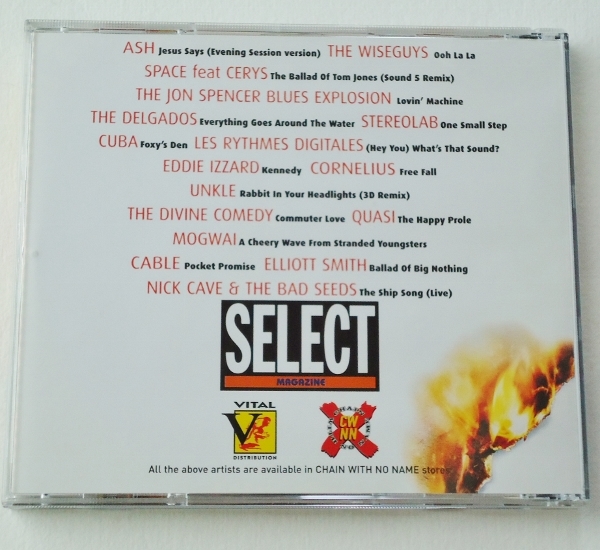 ASH Jesus Says (Evening Session version) THE WISEGUYS Ooh La La
SPACE feat CERYS The Ballad Of Tom Jones (Sound 5 Remix)
THE JON SPENCER BLUES EXPLOSION Lovin' Machine
THE DELGADOS Everything Goes Around The Water STEREOLAB One Small Step
CUBA Foxy's Den LES RYTHMES DIGITALES (Hey You) What's That Sound?
EDDIE IZZARD Kennedy CORNELIUS Free Fall
UNKLE Rabbit In Your Headlights (3D Remix)
THE DIVINE COMEDY Commuter Love QUASI The Happy Prole
MOGWAI A Cheery Wave From Stranded Youngsters
CABLE Pocket Promise ELLIOTT SMITH Ballad Of Big Nothing
NICK CAVE & THE BAD SEEDS The Ship Song (Live)
SELECT
MAGAZINE
VITAL
V
DISTRIBUTION
CW
NN
All the above artists are available in CHAIN WITH NO NAME stores